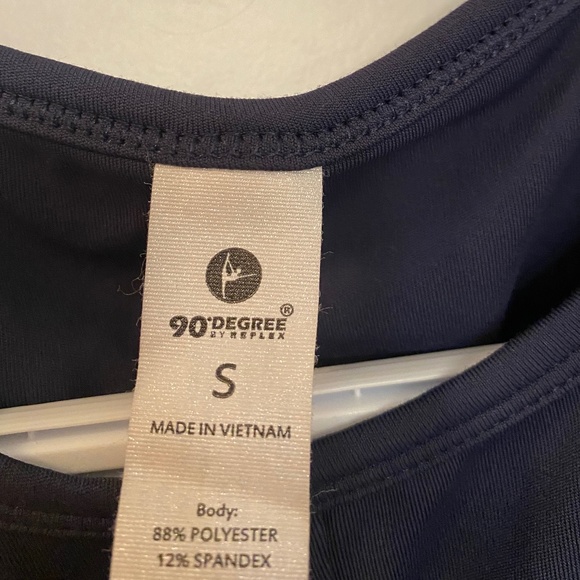 90°DEGREE®
BY REFLEX
S
MADE IN VIETNAM
Body:
88% POLYESTER
12% SPANDEX